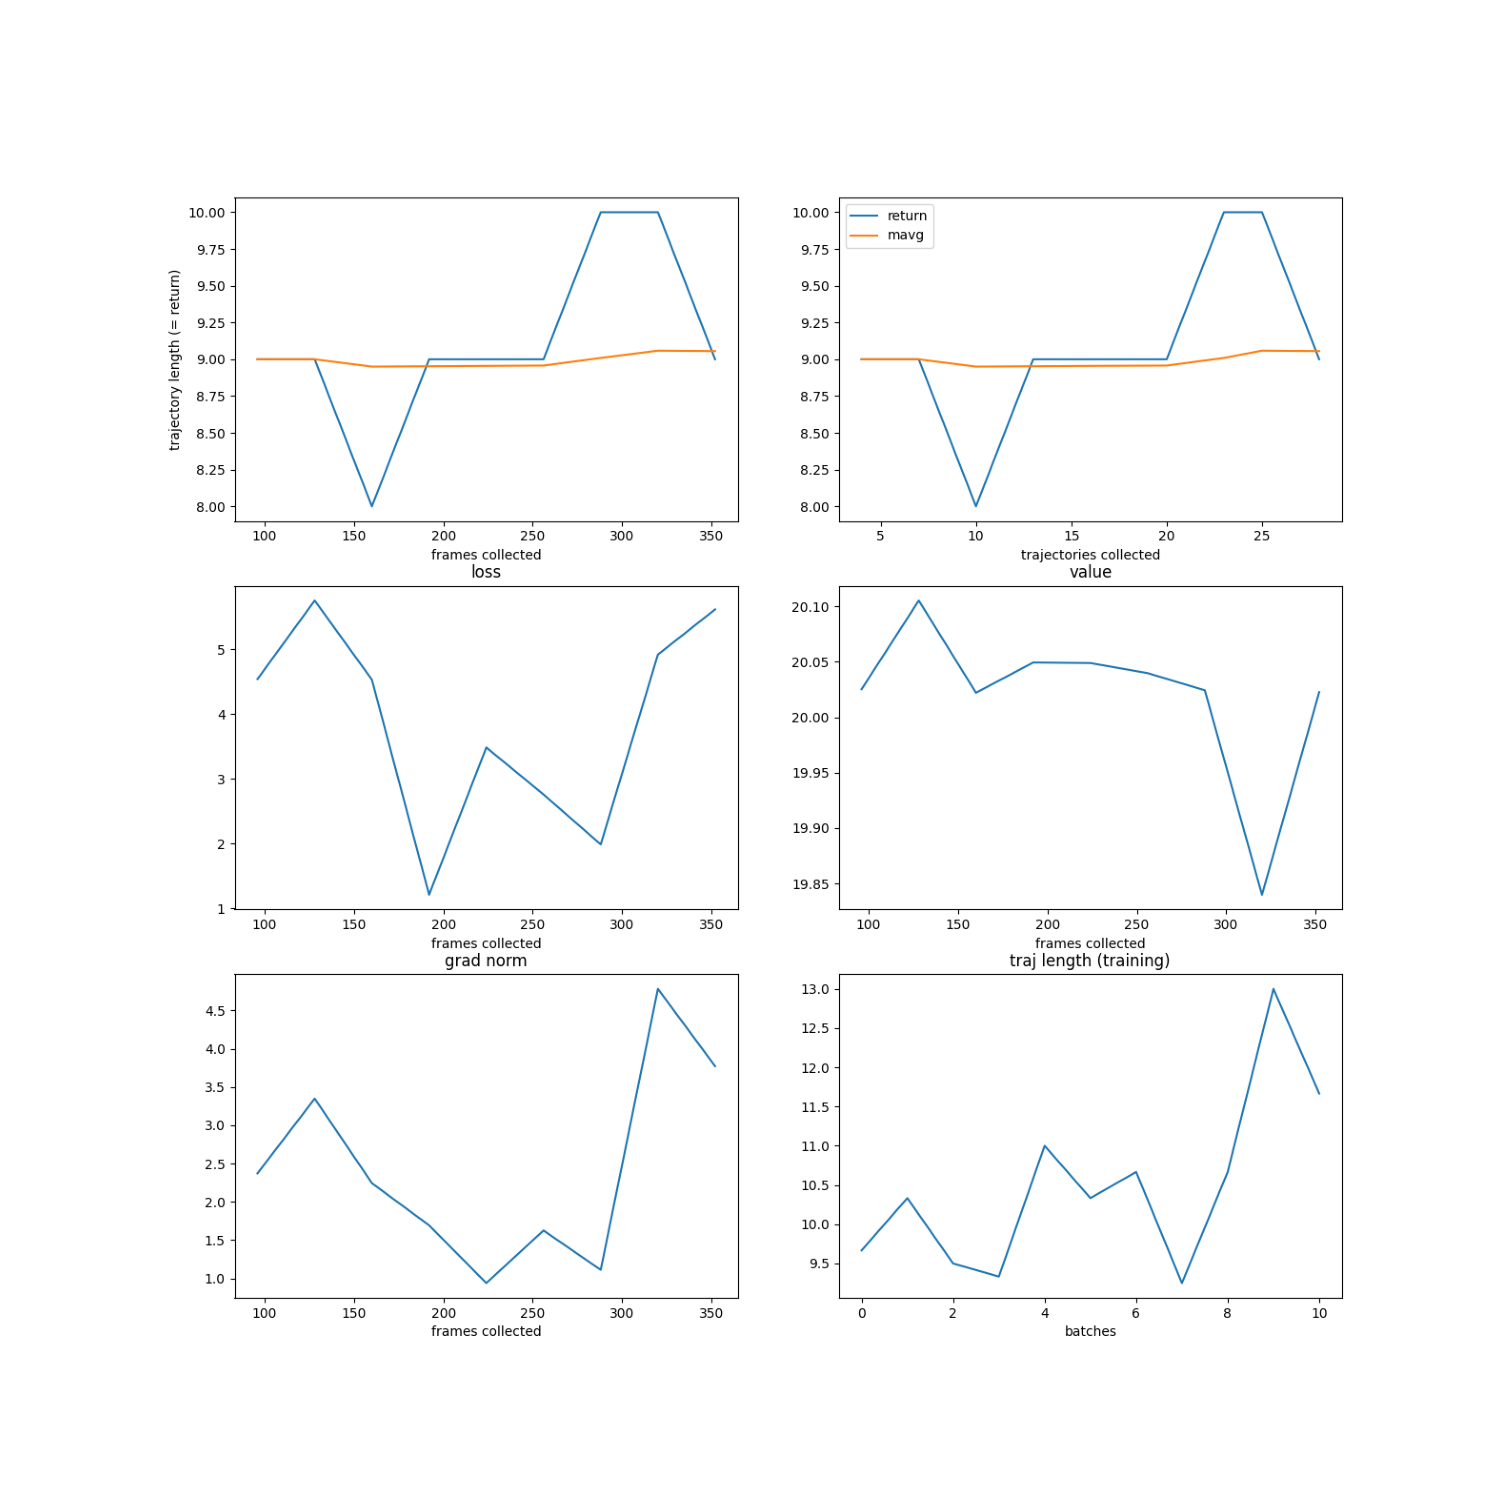 trajectory length (= return)
10.00
9.75
9.50
9.25
9.00
8.75
8.50
8.25
8.00
100 150 200 250 300 350
frames collected
return
mavg
10.00
9.75
9.50
9.25
9.00
8.75
8.50
8.25
8.00
5 10 15 20 25
trajectories collected
loss
5
4
3
2
1
100 150 200 250 300 350
frames collected
value
20.10
20.05
20.00
19.95
19.90
19.85
100 150 200 250 300 350
frames collected
grad norm
4.5
4.0
3.5
3.0
2.5
2.0
1.5
1.0
100 150 200 250 300 350
frames collected
traj length (training)
13.0
12.5
12.0
11.5
11.0
10.5
10.0
9.5
0 2 4 6 8 10
batches